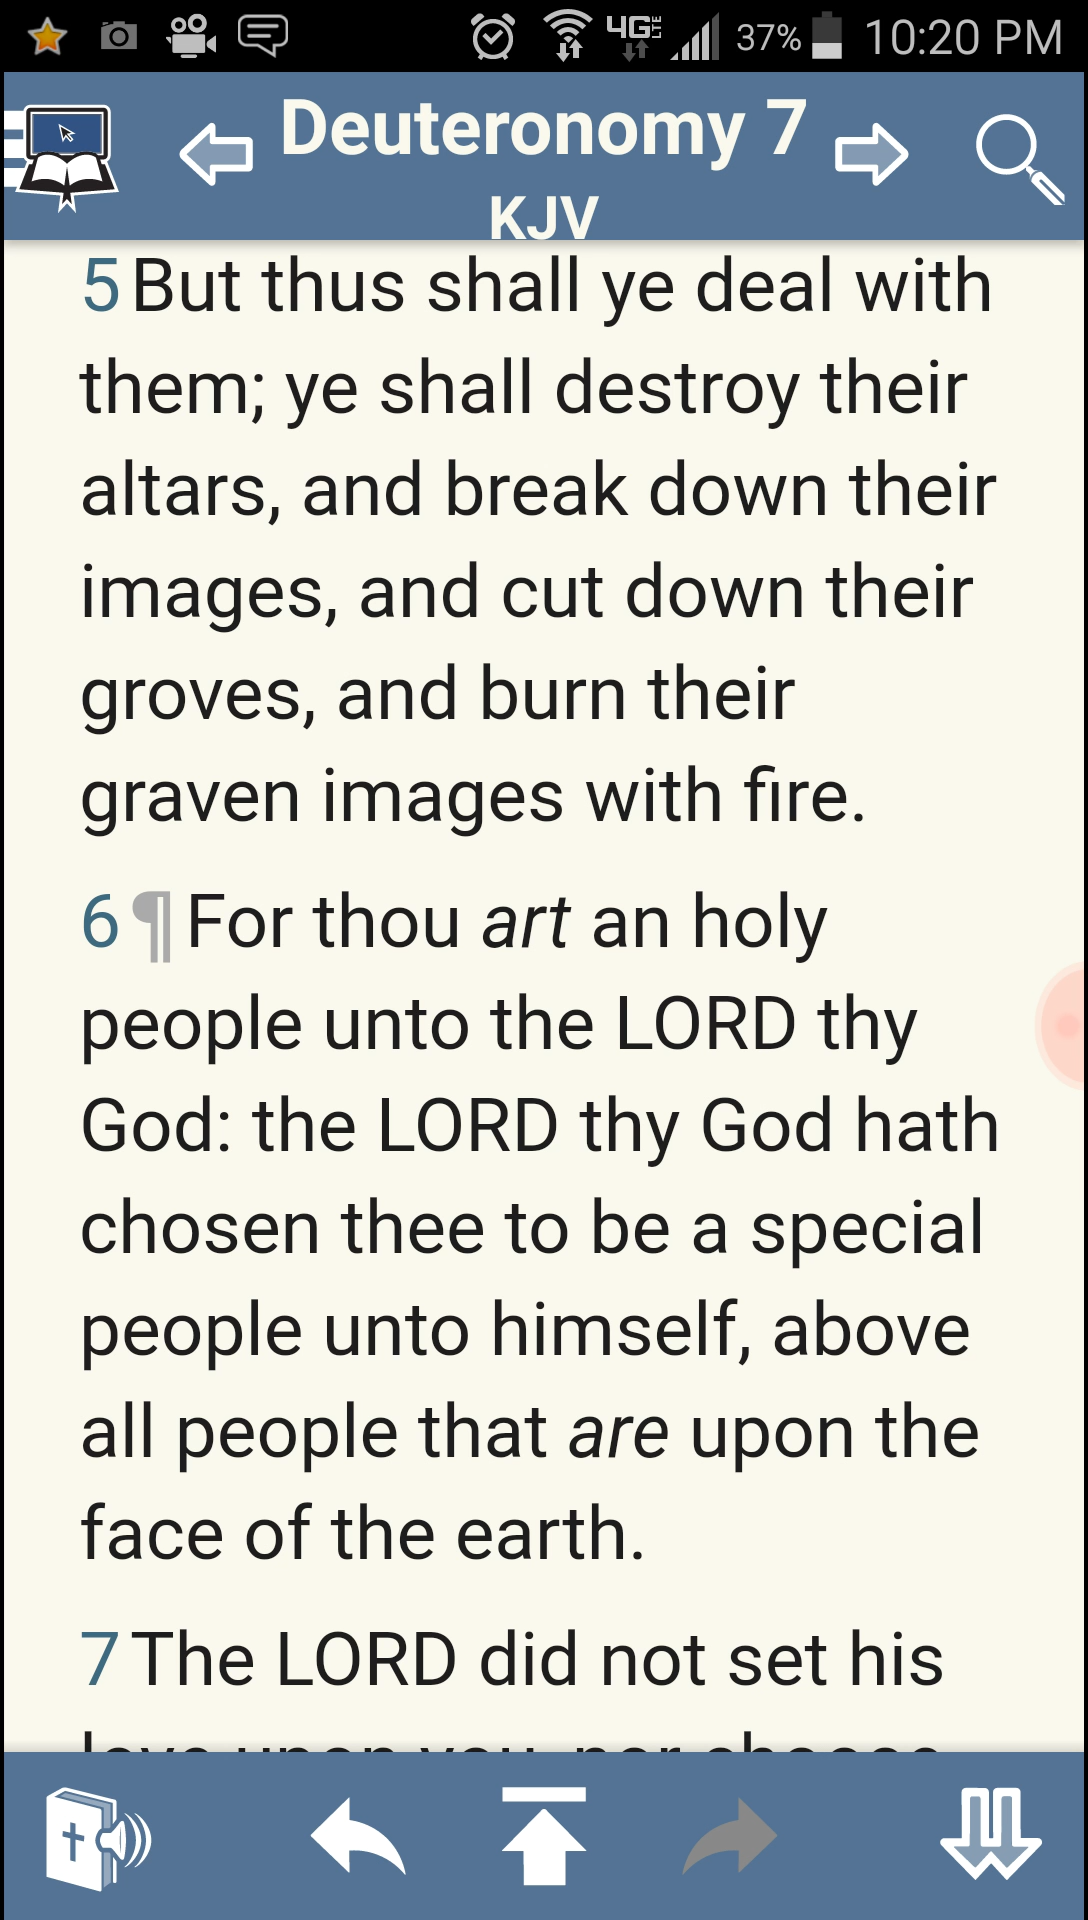 4G LTE 37% 10:20 PM
Deuteronomy 7
KJV
5 But thus shall ye deal with
them; ye shall destroy their
altars, and break down their
images, and cut down their
groves, and burn their
graven images with fire.
6 ¶ For thou art an holy
people unto the LORD thy
God: the LORD thy God hath
chosen thee to be a special
people unto himself, above
all people that are upon the
face of the earth.
7 The LORD did not set his